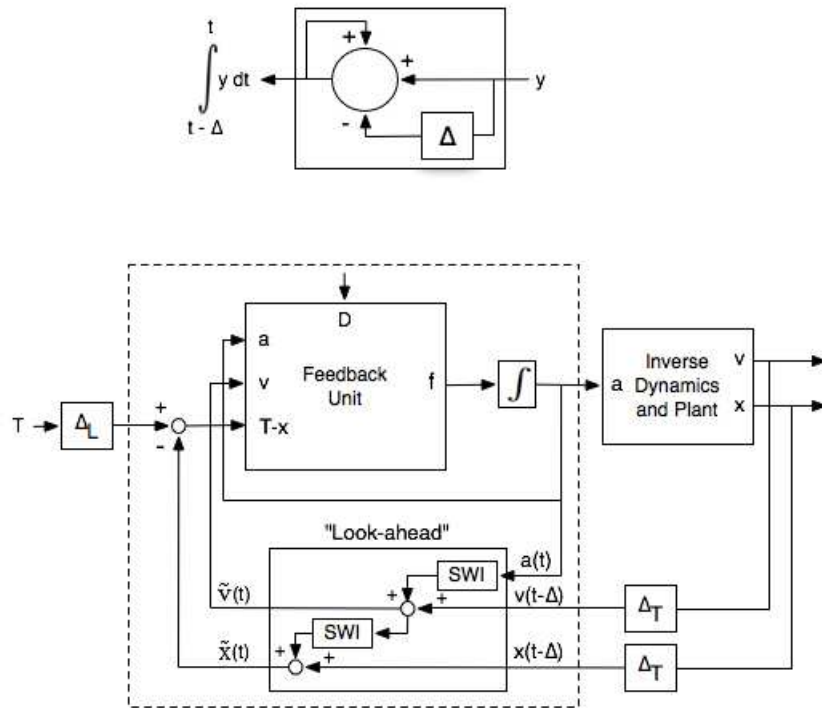 t
∫ y dt
t - Δ
+
+
-
Δ
y
D
a
v
T-x
Feedback
Unit
f
∫
a
Inverse
Dynamics
and Plant
v
x
T
Δ_L
+
-
"Look-ahead"
SWI
a(t)
ṽ(t)
+
+
v(t-Δ)
Δ_T
SWI
x̃(t)
+
+
x(t-Δ)
Δ_T